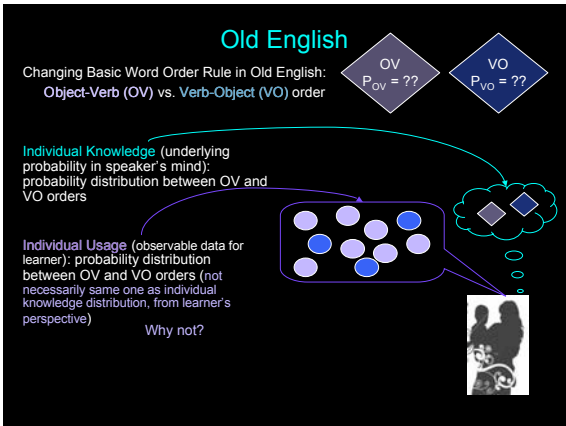 Old English
Changing Basic Word Order Rule in Old English:
Object-Verb (OV) vs. Verb-Object (VO) order
OV
P_OV = ??
VO
P_VO = ??
Individual Knowledge (underlying
probability in speaker's mind):
probability distribution between OV and
VO orders
Individual Usage (observable data for
learner): probability distribution
between OV and VO orders (not
necessarily same one as individual
knowledge distribution, from learner's
perspective)
Why not?